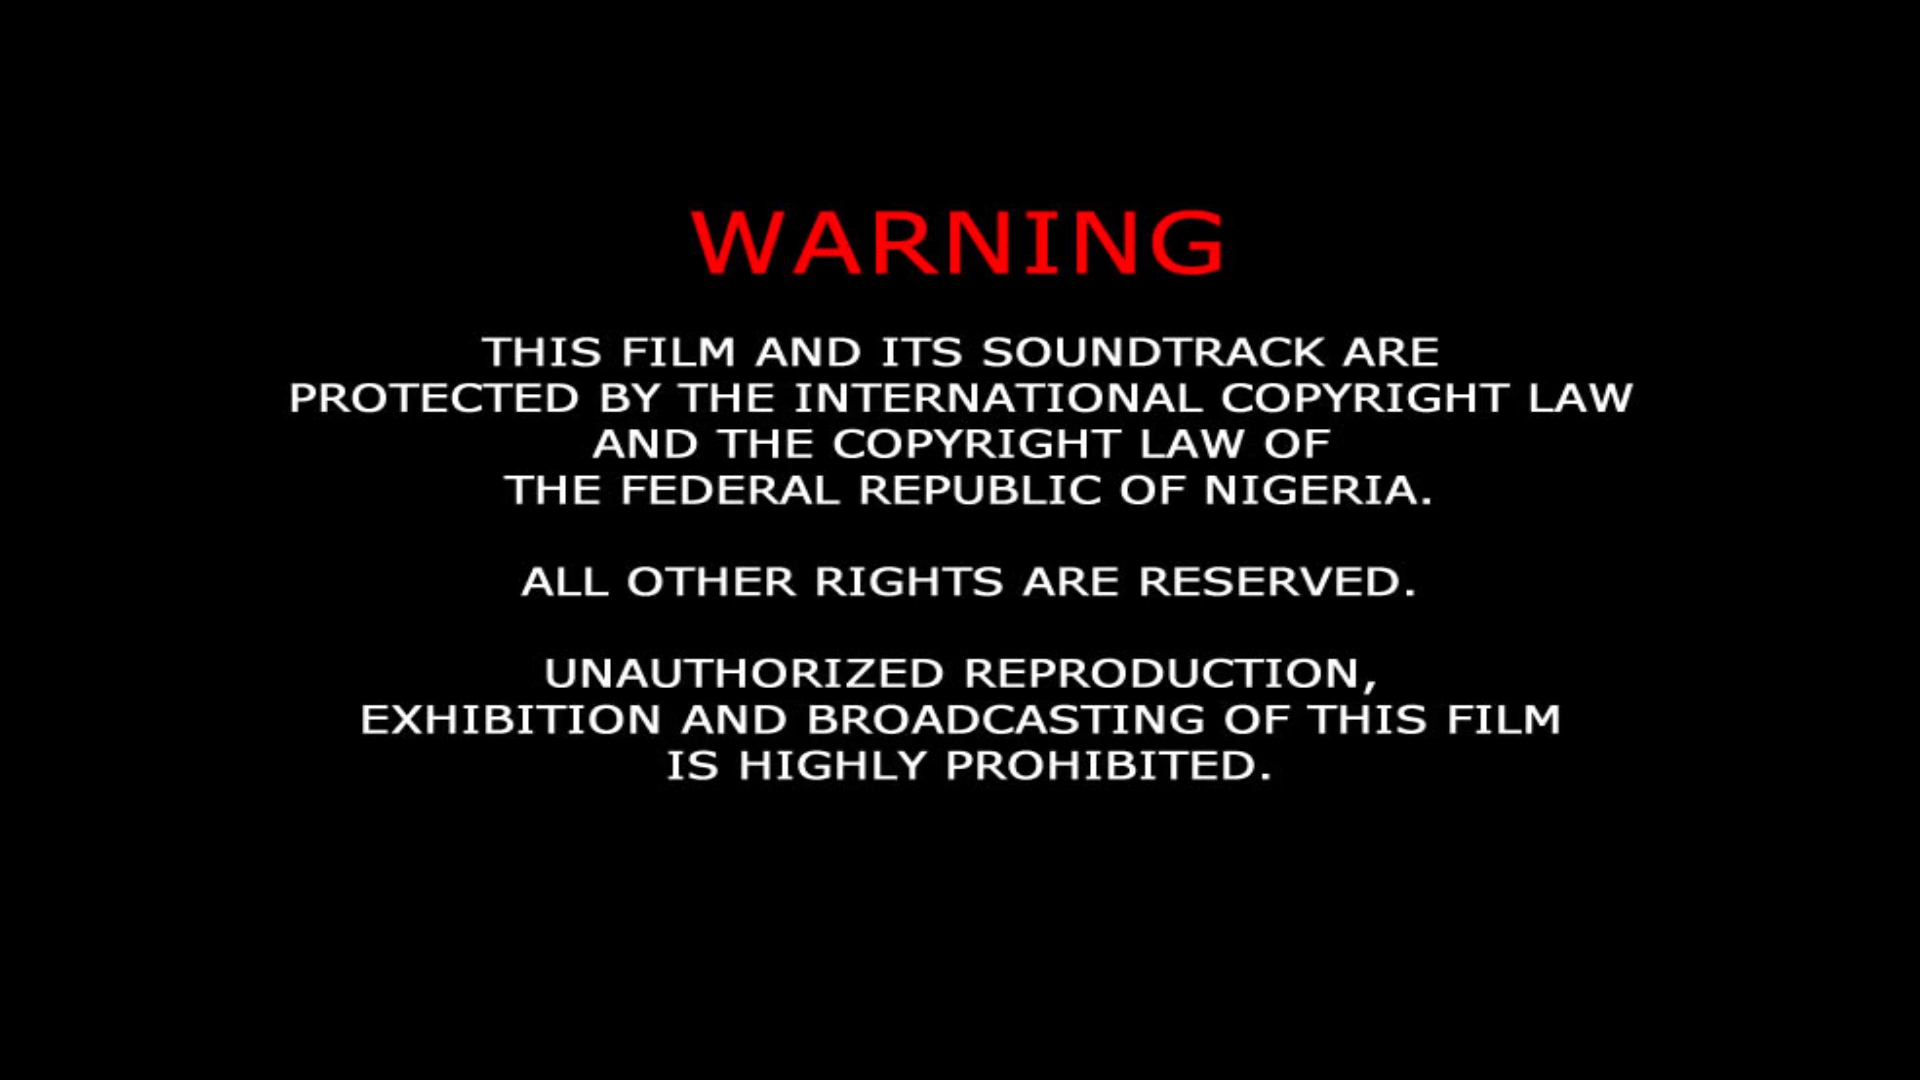 WARNING
THIS FILM AND ITS SOUNDTRACK ARE
PROTECTED BY THE INTERNATIONAL COPYRIGHT LAW
AND THE COPYRIGHT LAW OF
THE FEDERAL REPUBLIC OF NIGERIA.
ALL OTHER RIGHTS ARE RESERVED.
UNAUTHORIZED REPRODUCTION,
EXHIBITION AND BROADCASTING OF THIS FILM
IS HIGHLY PROHIBITED.